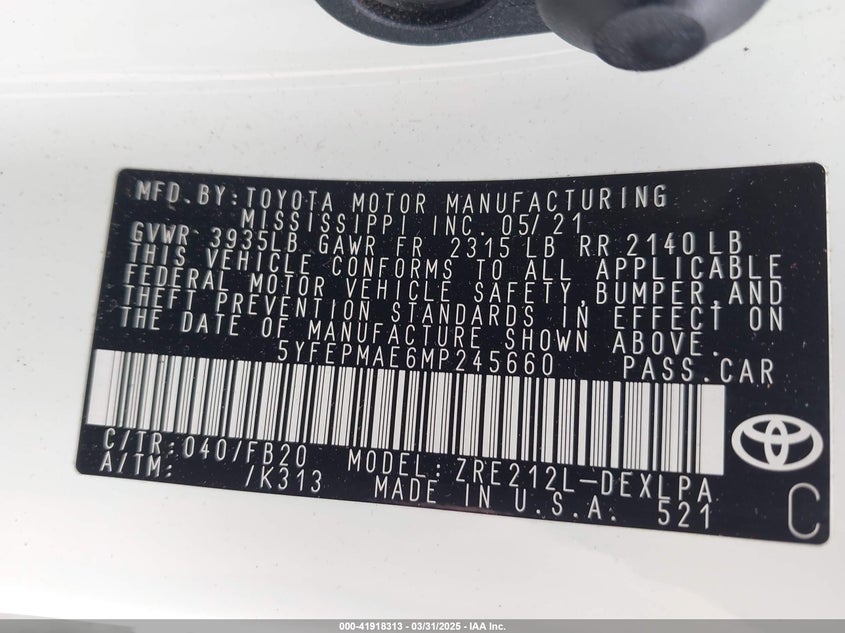 MFD. BY: TOYOTA MOTOR MANUFACTURING
MISSISSIPPI INC. 05/21
GVWR 3935LB GAWR FR 2315 LB RR 2140 LB
THIS VEHICLE CONFORMS TO ALL APPLICABLE
FEDERAL MOTOR VEHICLE SAFETY, BUMPER, AND
THEFT PREVENTION STANDARDS IN EFFECT ON
THE DATE OF MANUFACTURE SHOWN ABOVE.
5YFEPMAE6MP245660 PASS. CAR
C/TR: 040/FB20 MODEL: ZRE212L-DEXLPA
A/TM: /K313 MADE IN U.S.A. 521
C
000-41918313 - 03/31/2025 - IAA Inc.